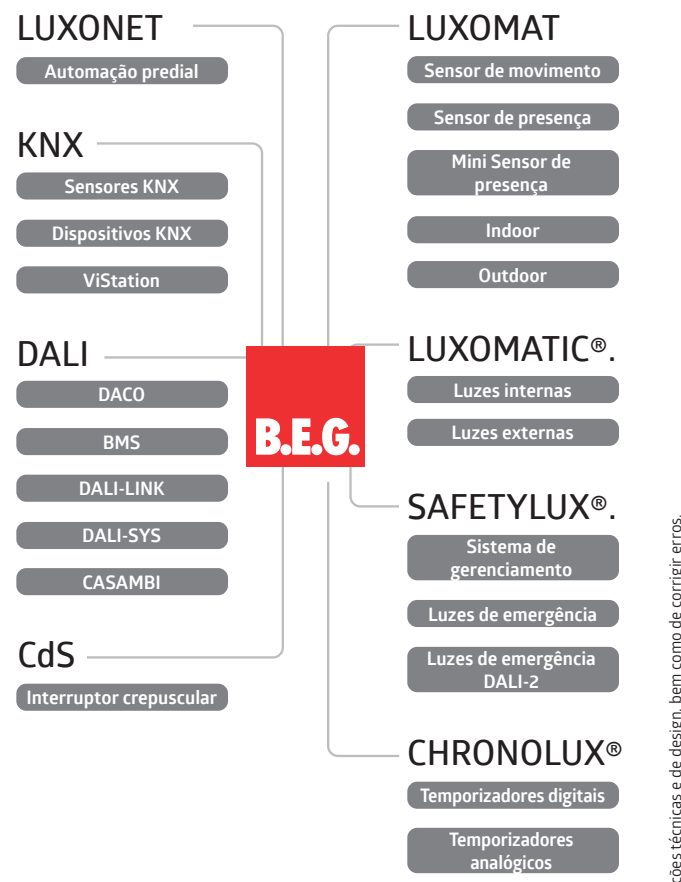 LUXONET
Automação predial
KNX
Sensores KNX
Dispositivos KNX
ViStation
DALI
DACO
BMS
DALI-LINK
DALI-SYS
CASAMBI
CdS
Interruptor crepuscular
B.E.G.
LUXOMAT
Sensor de movimento
Sensor de presença
Mini Sensor de
presença
Indoor
Outdoor
LUXOMATIC®.
Luzes internas
Luzes externas
SAFETYLUX®.
Sistema de
gerenciamento
Luzes de emergência
Luzes de emergência
DALI-2
CHRONOLUX®
Temporizadores digitais
Temporizadores
analógicos
técnicas e de design, bem como de corrigir erros.